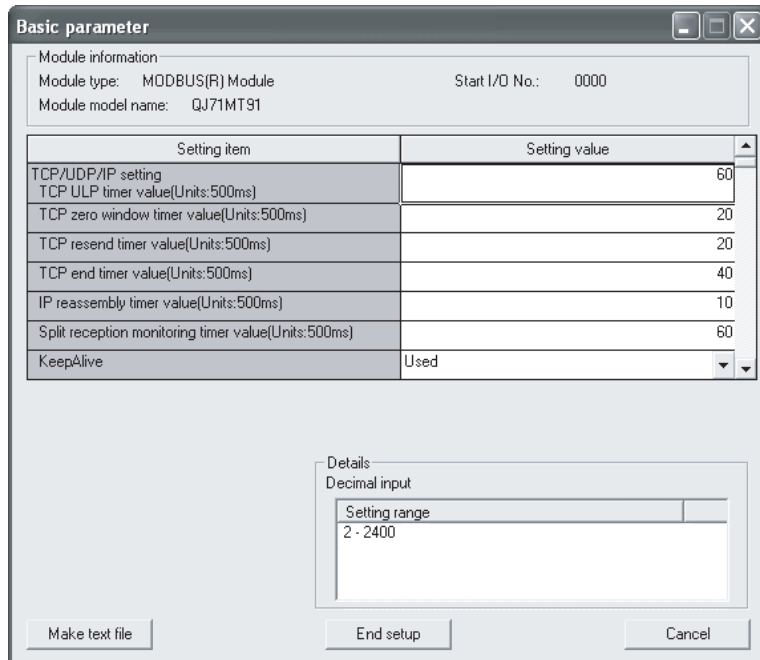 Basic parameter
Module information
Module type: MODBUS(R) Module Start I/O No.: 0000
Module model name: QJ71MT91
Setting item Setting value
TCP/UDP/IP setting
TCP ULP timer value(Units:500ms) 60
TCP zero window timer value(Units:500ms) 20
TCP resend timer value(Units:500ms) 20
TCP end timer value(Units:500ms) 40
IP reassembly timer value(Units:500ms) 10
Split reception monitoring timer value(Units:500ms) 60
KeepAlive Used
Details
Decimal input
Setting range
2 - 2400
Make text file End setup Cancel